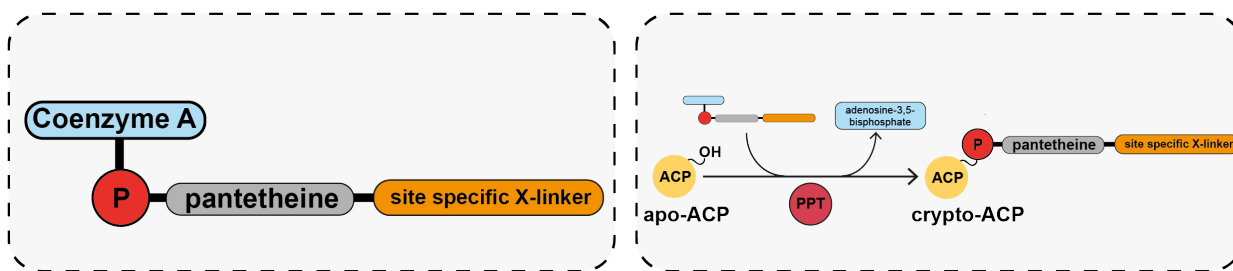 Coenzyme A
P
pantetheine
site specific X-linker
adenosine-3,5-
bisphosphate
OH
ACP
apo-ACP
PPT
P
pantetheine
site specific X-linker
ACP
crypto-ACP